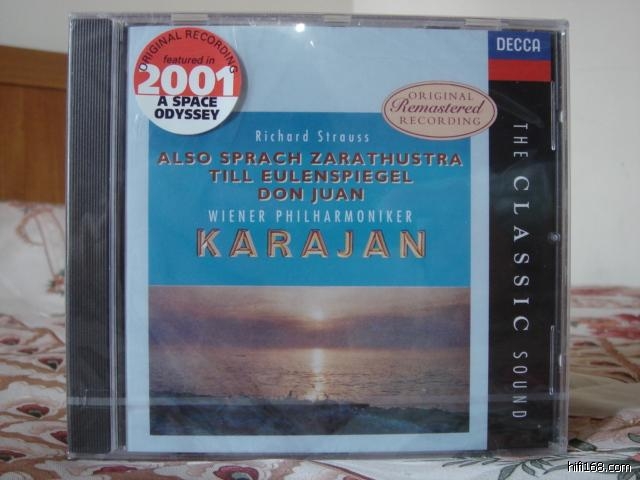 ORIGINAL RECORDING
featured in
2001
A SPACE
ODYSSEY
DECCA
ORIGINAL
Remastered
RECORDING
Richard Strauss
ALSO SPRACH ZARATHUSTRA
TILL EULENSPIEGEL
DON JUAN
WIENER PHILHARMONIKER
KARAJAN
THE CLASSIC SOUND
hifi168.com